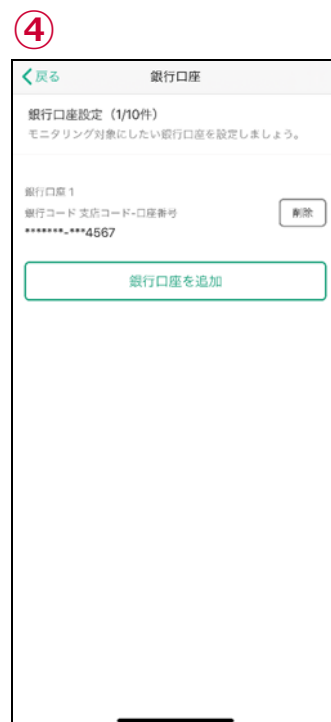 ④
戻る 銀行口座
銀行口座設定（1/10件）
モニタリング対象にしたい銀行口座を設定しましょう。
銀行口座 1
銀行コード 支店コード-口座番号
*******-***4567
削除
銀行口座を追加